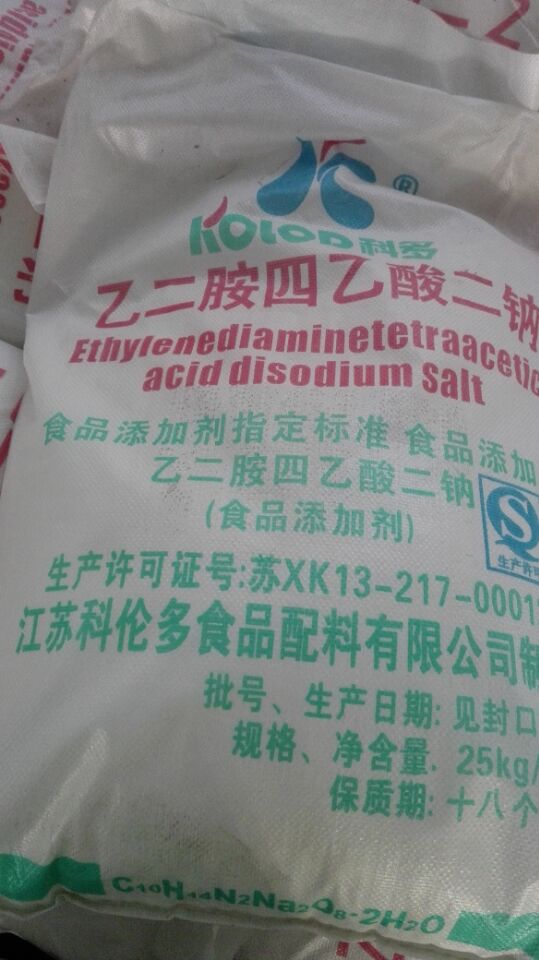 ®
KOLOD科多
乙二胺四乙酸二钠
Ethylenediaminetetraacetic
acid disodium Salt
食品添加剂指定标准 食品添加
乙二胺四乙酸二钠
(食品添加剂)
S
生产许可
生产许可证号:苏XK13-217-0001
江苏科伦多食品配料有限公司制
批号、生产日期: 见封口
规格、净含量. 25kg/
保质期: 十八个
C10H14N2Na2O8·2H2O